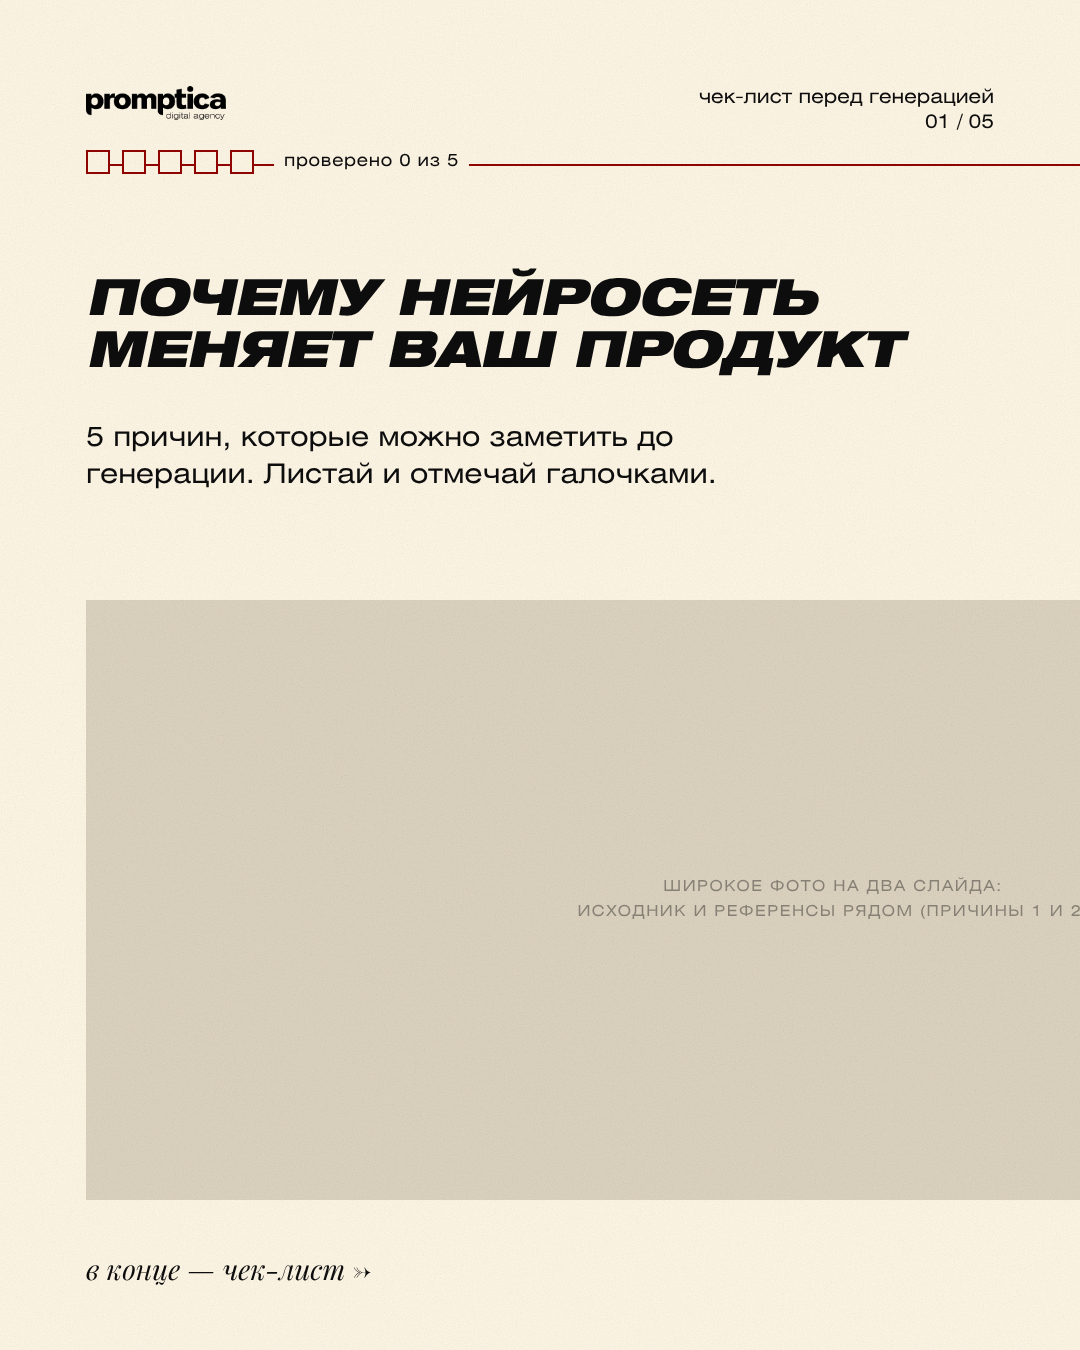 promptica
digital agency
чек-лист перед генерацией
01 / 05
проверено 0 из 5
ПОЧЕМУ НЕЙРОСЕТЬ
МЕНЯЕТ ВАШ ПРОДУКТ
5 причин, которые можно заметить до
генерации. Листай и отмечай галочками.
ШИРОКОЕ ФОТО НА ДВА СЛАЙДА:
ИСХОДНИК И РЕФЕРЕНСЫ РЯДОМ (ПРИЧИНЫ 1 И 2
в конце — чек-лист ➳